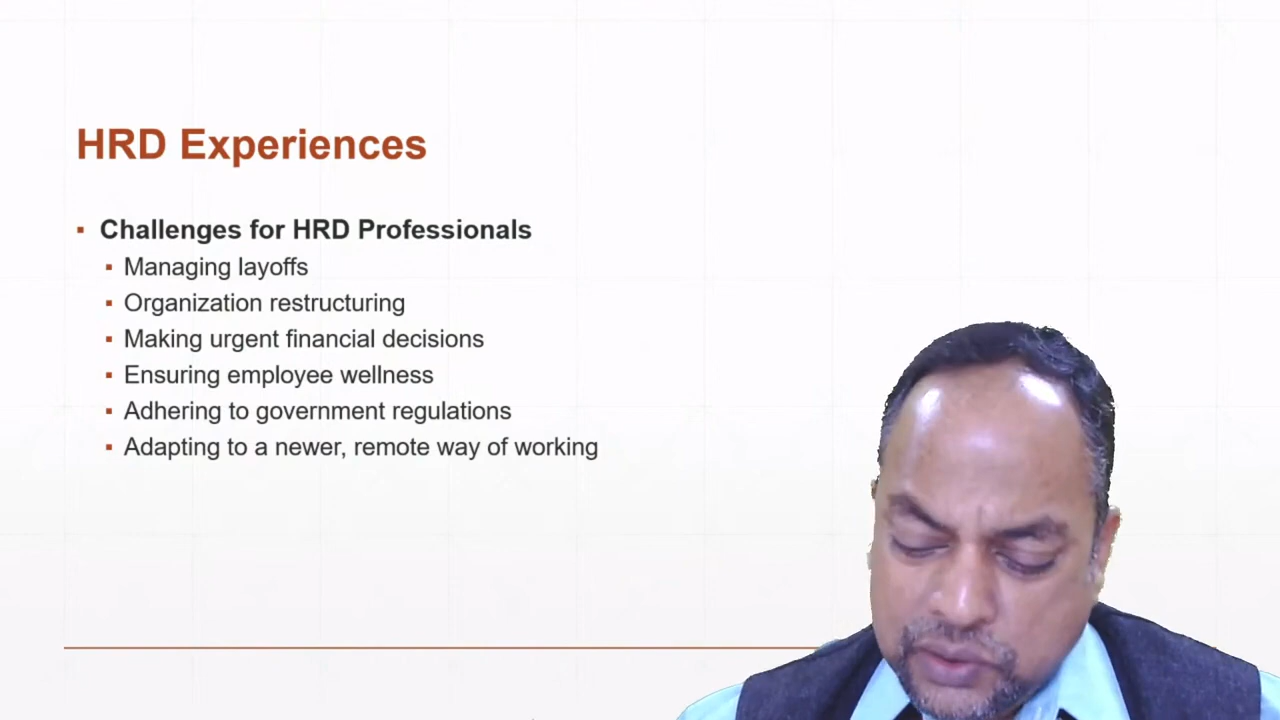 HRD Experiences
▪ Challenges for HRD Professionals
▪ Managing layoffs
▪ Organization restructuring
▪ Making urgent financial decisions
▪ Ensuring employee wellness
▪ Adhering to government regulations
▪ Adapting to a newer, remote way of working